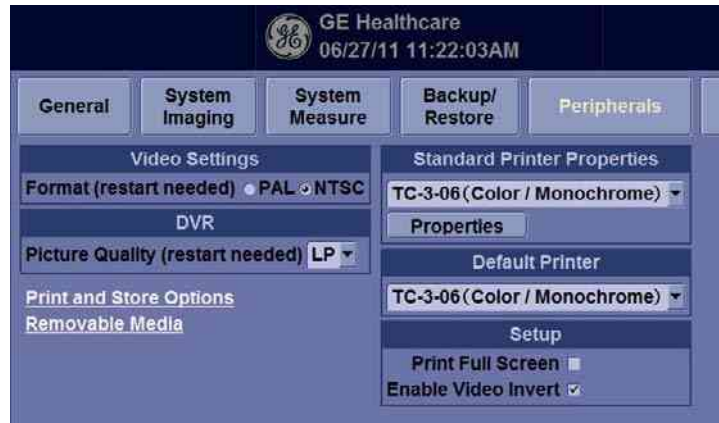 GE Healthcare
06/27/11 11:22:03AM
General
System
Imaging
System
Measure
Backup/
Restore
Peripherals
Video Settings
Format (restart needed) PAL NTSC
DVR
Picture Quality (restart needed) LP
Print and Store Options
Removable Media
Standard Printer Properties
TC-3-06(Color / Monochrome)
Properties
Default Printer
TC-3-06(Color / Monochrome)
Setup
Print Full Screen
Enable Video Invert